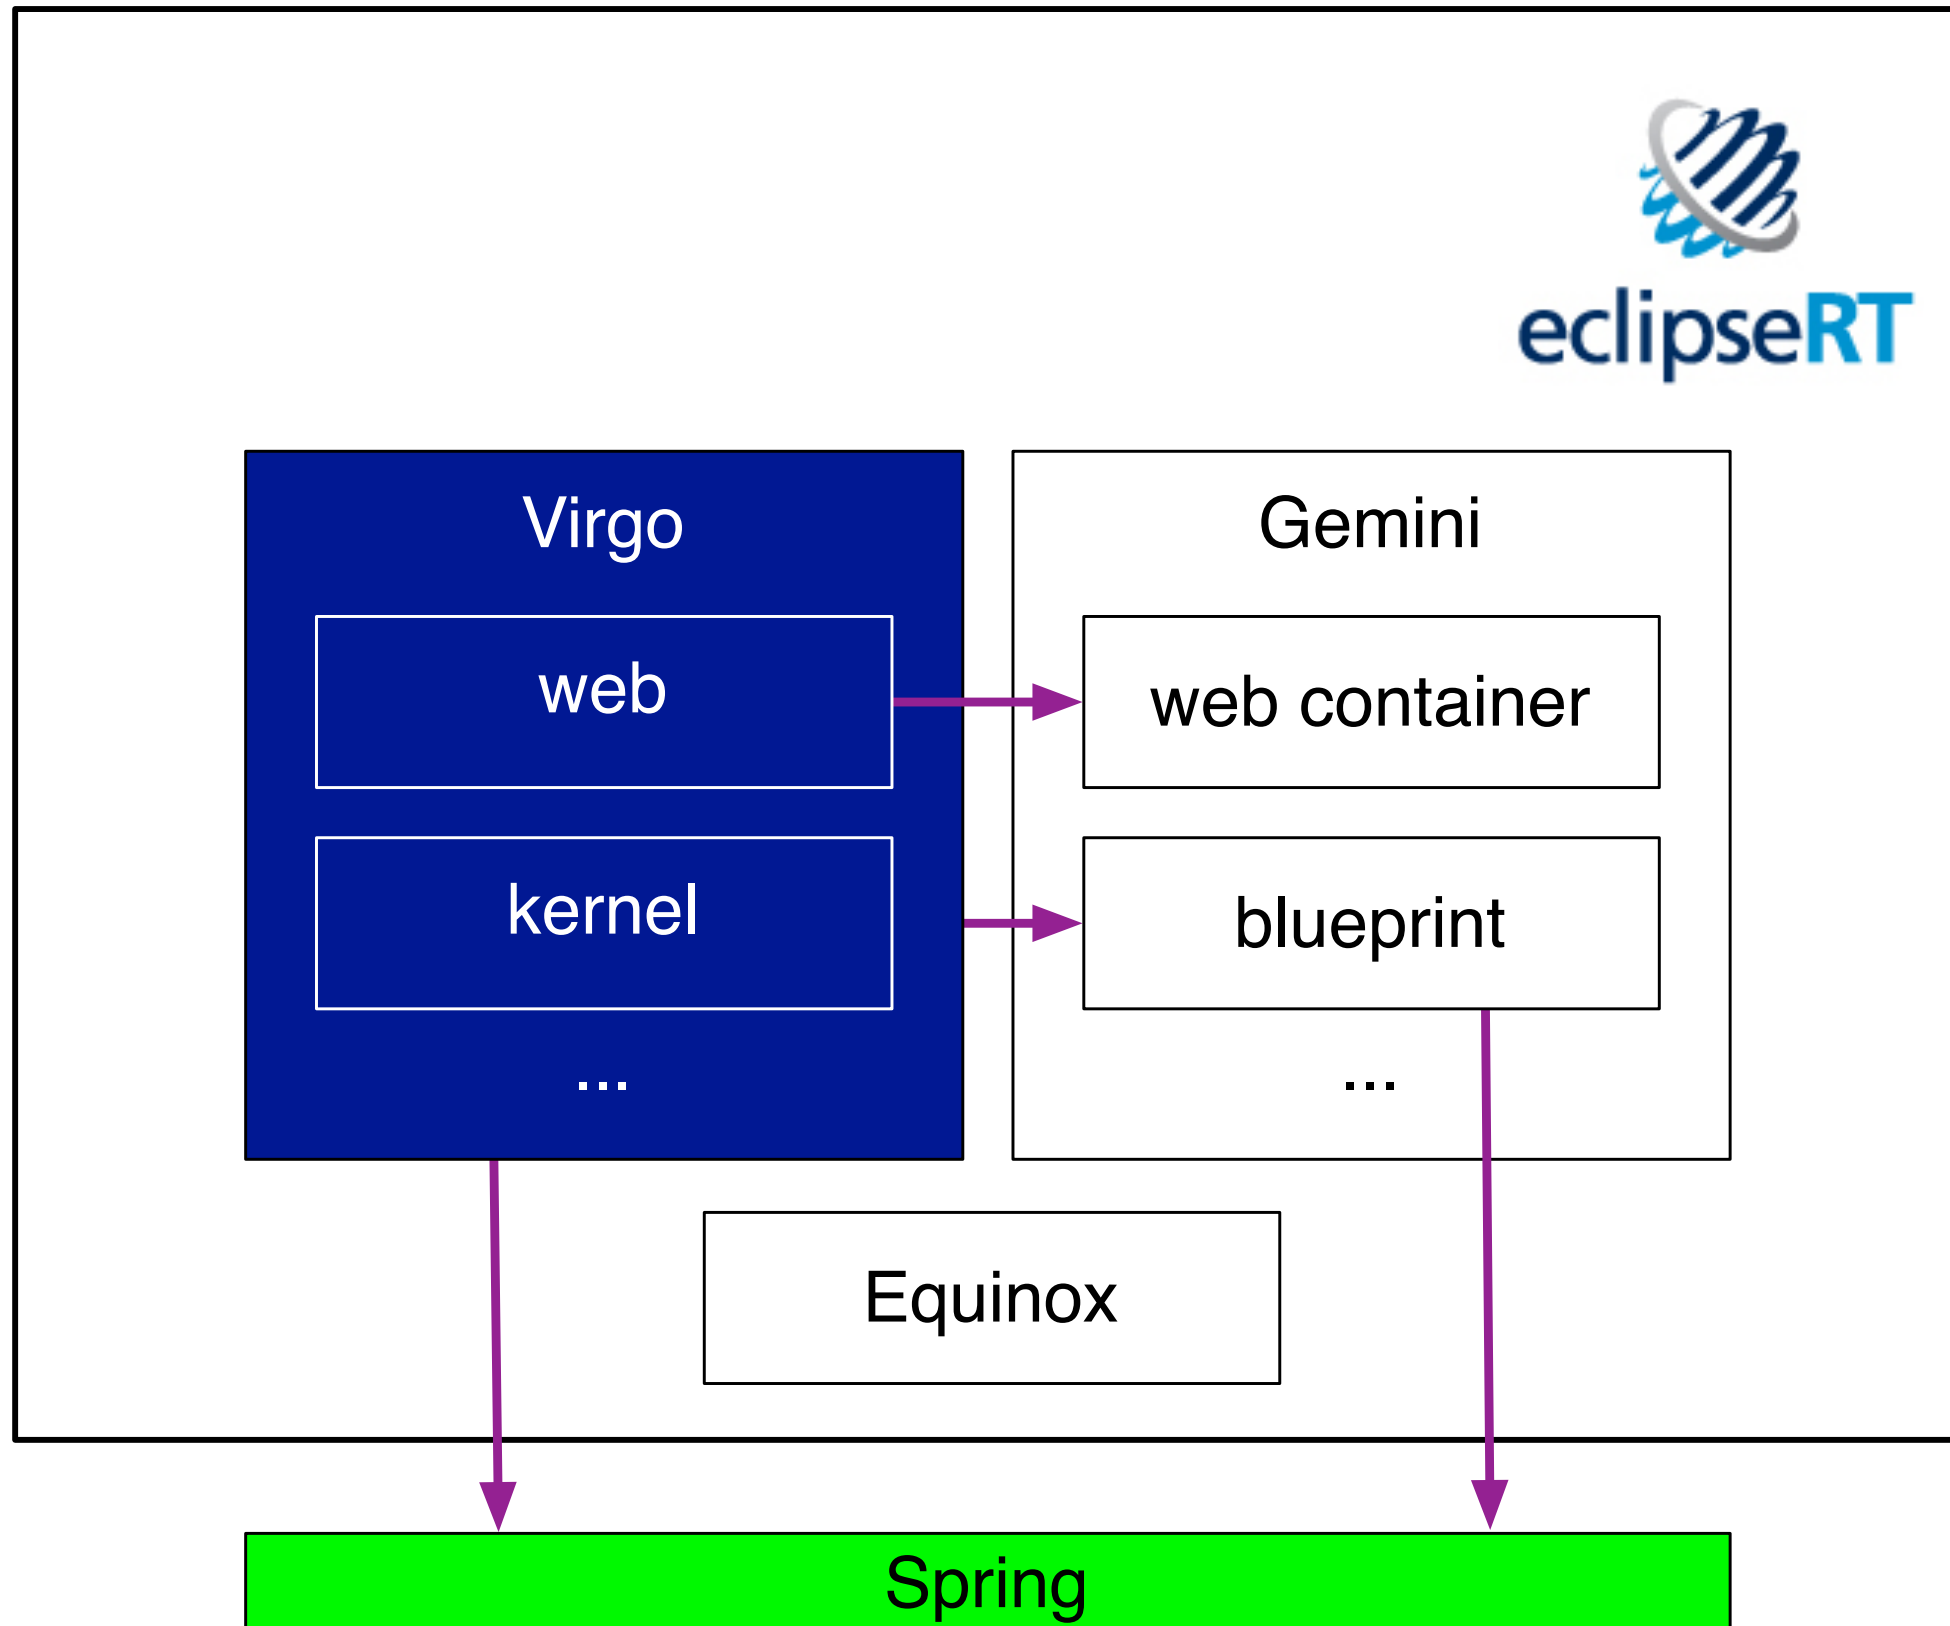 eclipseRT
Virgo
Gemini
web
web container
kernel
blueprint
...
...
Equinox
Spring